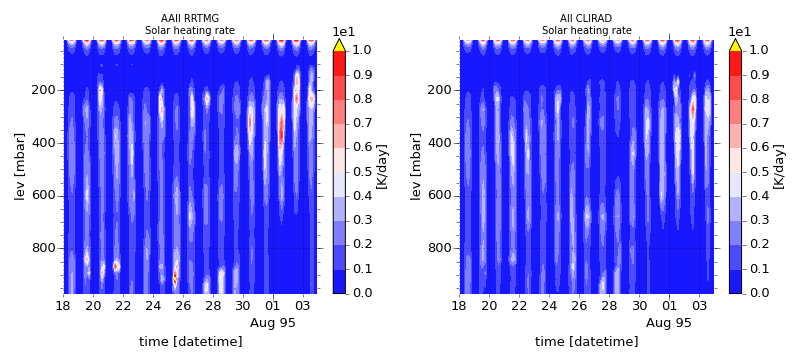 AAII RRTMG
Solar heating rate
lev [mbar]
200
400
600
800
18 20 22 24 26 28 30 01 03
Aug 95
time [datetime]
1e1
1.0
0.9
0.8
0.7
0.6
0.5
0.4
0.3
0.2
0.1
0.0
[K/day]
AII CLIRAD
Solar heating rate
lev [mbar]
200
400
600
800
18 20 22 24 26 28 30 01 03
Aug 95
time [datetime]
1e1
1.0
0.9
0.8
0.7
0.6
0.5
0.4
0.3
0.2
0.1
0.0
[K/day]